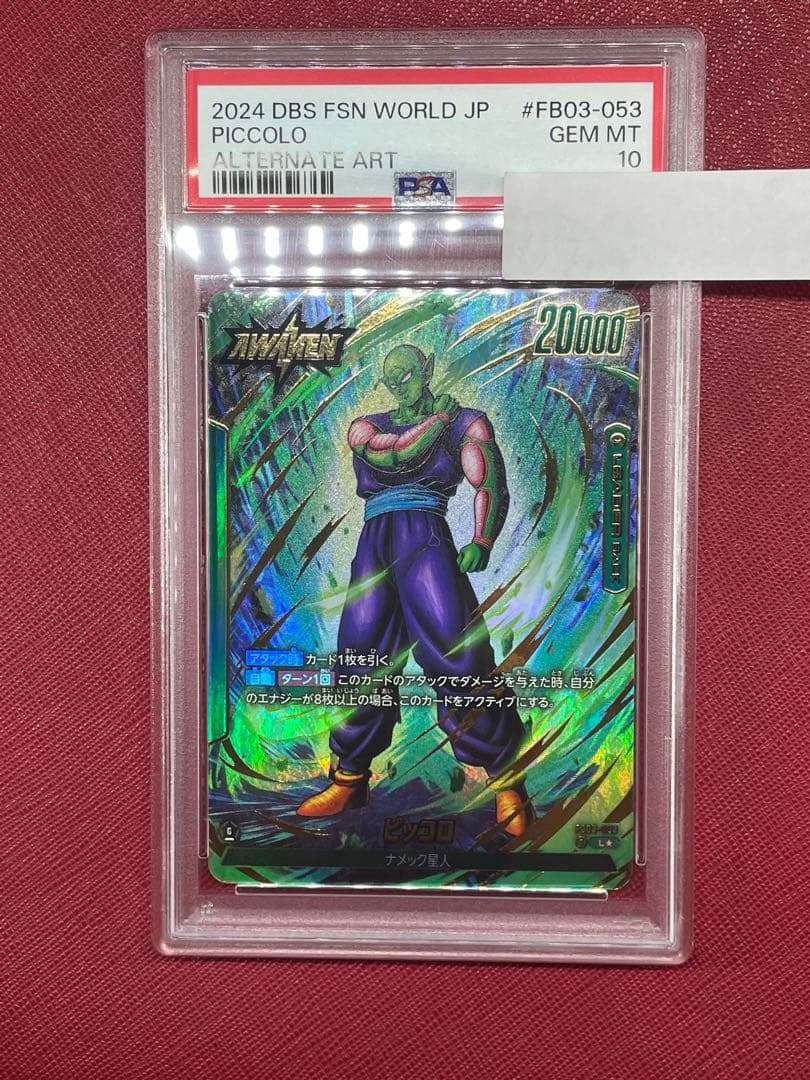 2024 DBS FSN WORLD JP #FB03-053
PICCOLO GEM MT
ALTERNATE ART 10
PSA
AWAKEN
20000
LEADER
アタック時 カード1枚を引く。
自動 ターン1回 このカードのアタックでダメージを与えた時、自分
のエナジーが8枚以上の場合、このカードをアクティブにする。
ピッコロ
FB03-053
G
L★
ナメック星人